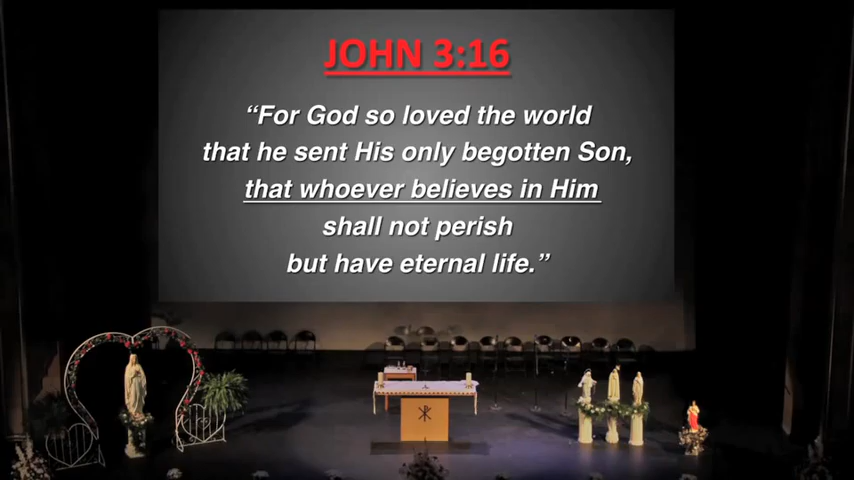 JOHN 3:16
“For God so loved the world
that he sent His only begotten Son,
that whoever believes in Him
shall not perish
but have eternal life.”